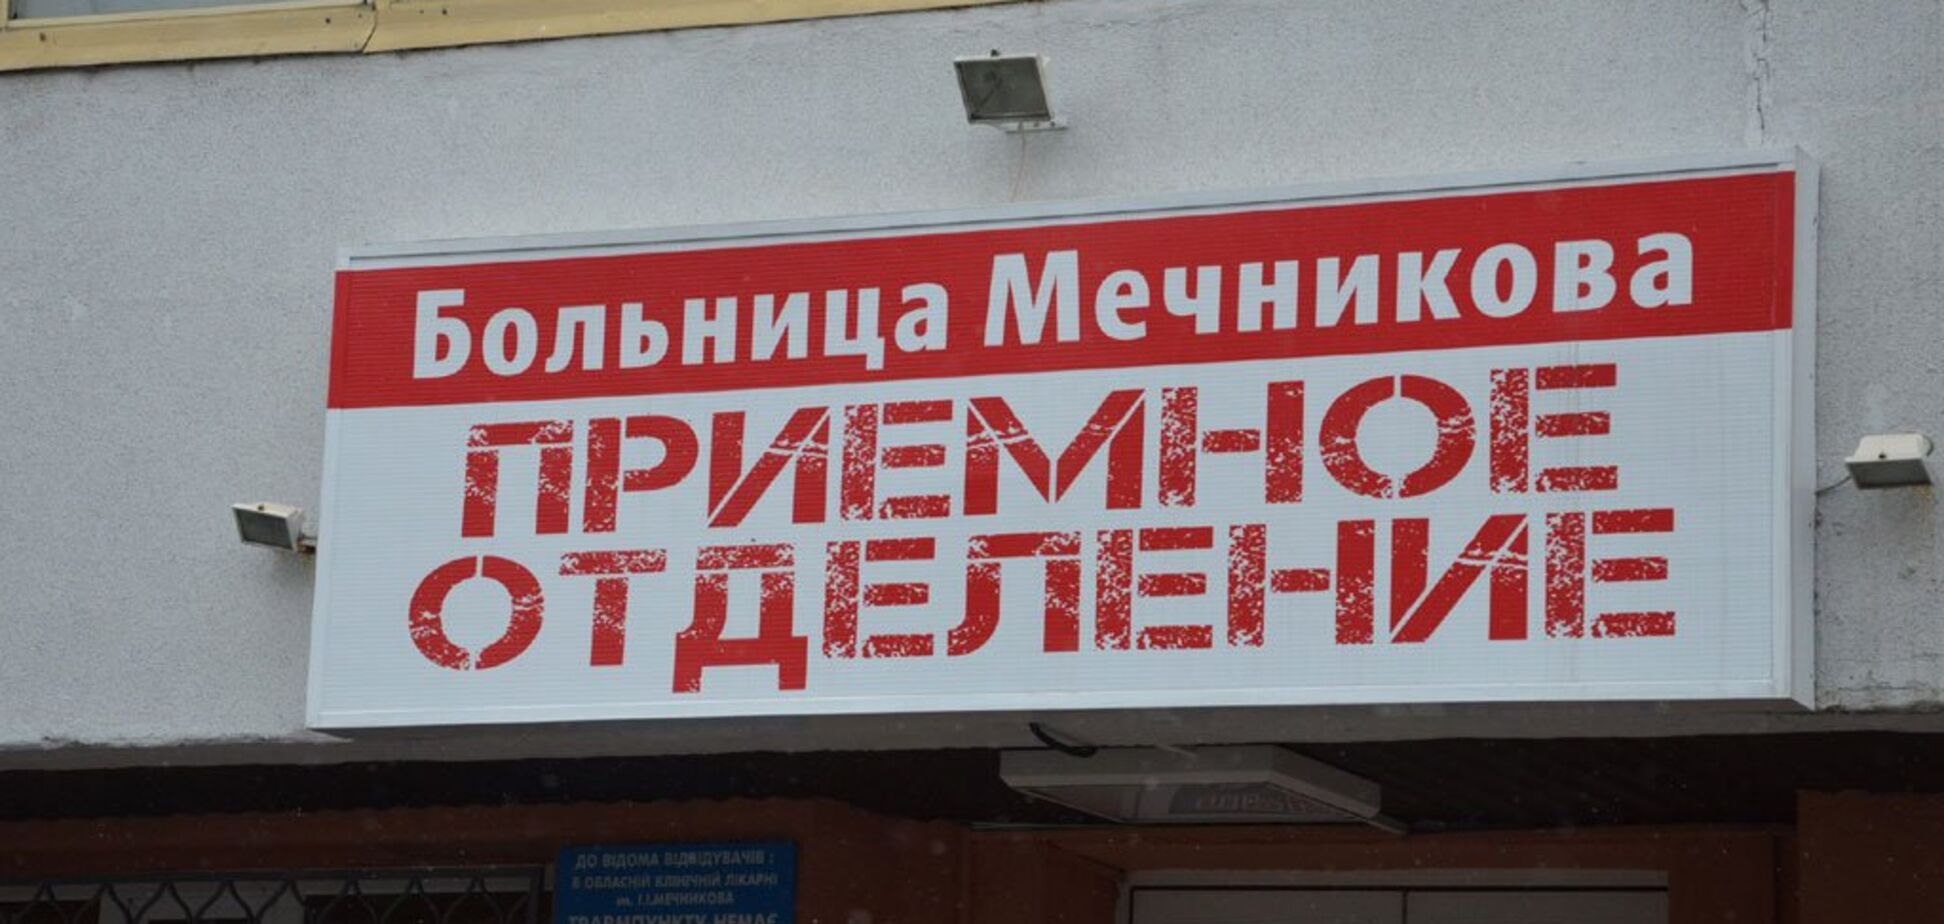 Больница Мечникова
ПРИЕМНОЕ
ОТДЕЛЕНИЕ
ДО ВІДОМА ВІДВІДУВАЧІВ :
В ОБЛАСНІЙ КЛІНІЧНІЙ ЛІКАРНІ
ім. І.І.МЕЧНИКОВА
ТРАВМПУНКТУ НЕМАЄ